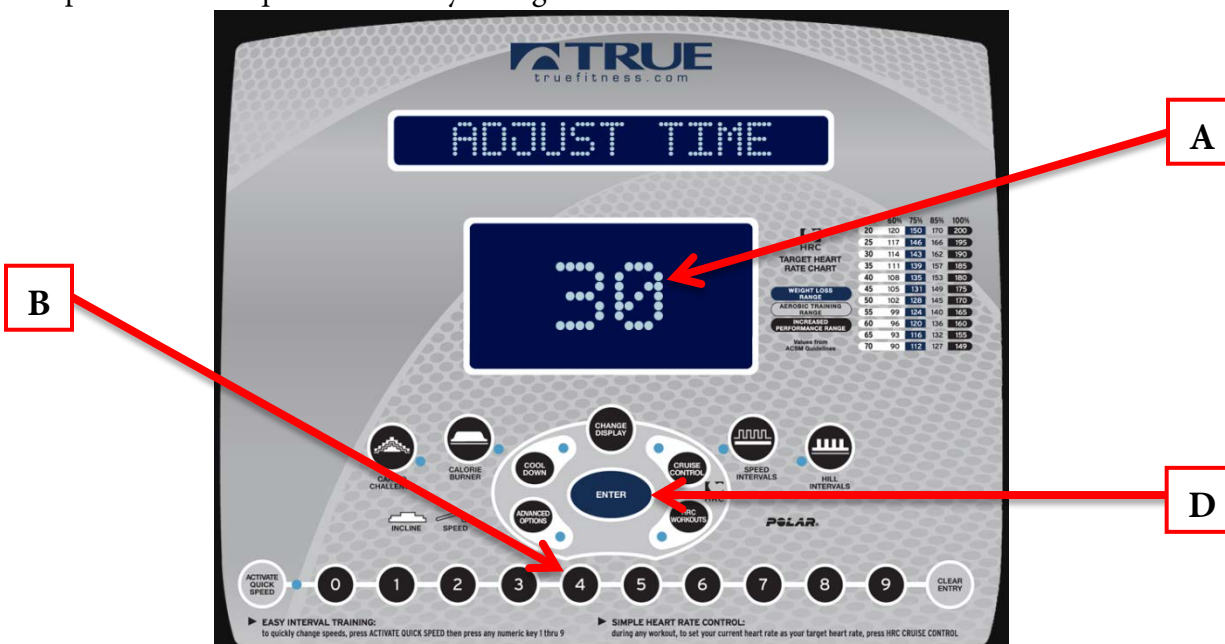 TRUE
truefitness.com
ADJUST TIME
A
30
B
HRC
TARGET HEART
RATE CHART
WEIGHT LOSS
RANGE
AEROBIC TRAINING
RANGE
INCREASED
PERFORMANCE RANGE
Values from
ACSM Guidelines
60% 75% 85% 100%
20 120 150 170 200
25 117 146 166 195
30 114 143 162 190
35 111 139 157 185
40 108 135 153 180
45 105 131 149 175
50 102 128 145 170
55 99 124 140 165
60 96 120 136 160
65 93 116 132 155
70 90 112 127 149
CHANGE
DISPLAY
CALORIE
BURNER
COOL
DOWN
CRUISE
CONTROL
SPEED
INTERVALS
HILL
INTERVALS
ENTER
D
ADVANCED
OPTIONS
HRC
WORKOUTS
INCLINE SPEED
POLAR
ACTIVATE
QUICK
SPEED
0 1 2 3 4 5 6 7 8 9
CLEAR
ENTRY
EASY INTERVAL TRAINING:
to quickly change speeds, press ACTIVATE QUICK SPEED then press any numeric key 1 thru 9
SIMPLE HEART RATE CONTROL:
during any workout, to set your current heart rate as your target heart rate, press HRC CRUISE CONTROL